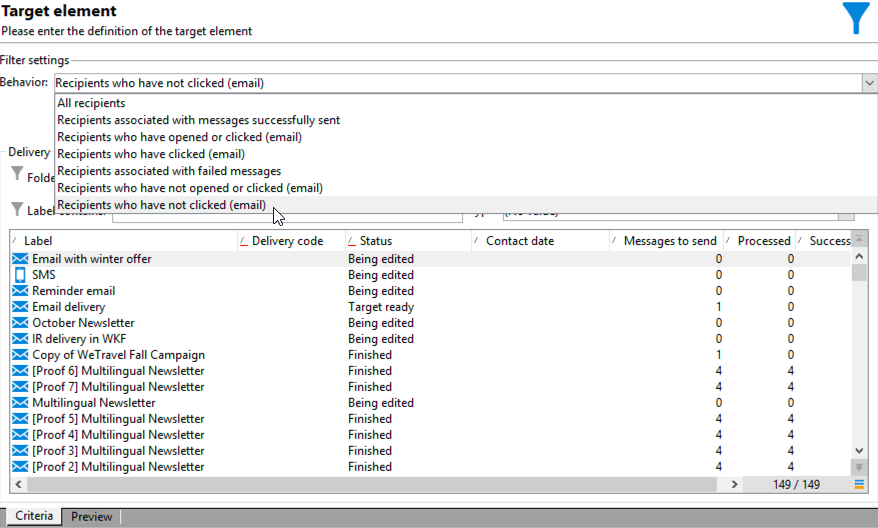 Target element
Please enter the definition of the target element
Filter settings
Behavior: Recipients who have not clicked (email)
All recipients
Recipients associated with messages successfully sent
Recipients who have opened or clicked (email)
Recipients who have clicked (email)
Delivery Recipients associated with failed messages
Folde Recipients who have not opened or clicked (email)
Recipients who have not clicked (email)
Label
Label Delivery code Status Contact date Messages to send Processed Success
Email with winter offer Being edited 0 0
SMS Being edited 0 0
Reminder email Being edited 0 0
Email delivery Target ready 1 0
October Newsletter Being edited 0 0
IR delivery in WKF Being edited 0 0
Copy of WeTravel Fall Campaign Finished 1 0
[Proof 6] Multilingual Newsletter Finished 4 4
[Proof 7] Multilingual Newsletter Finished 4 4
Multilingual Newsletter Being edited 0 0
[Proof 5] Multilingual Newsletter Finished 4 4
[Proof 4] Multilingual Newsletter Finished 4 4
[Proof 3] Multilingual Newsletter Finished 4 4
[Proof 2] Multilingual Newsletter Finished 4 4
149 / 149
Criteria Preview